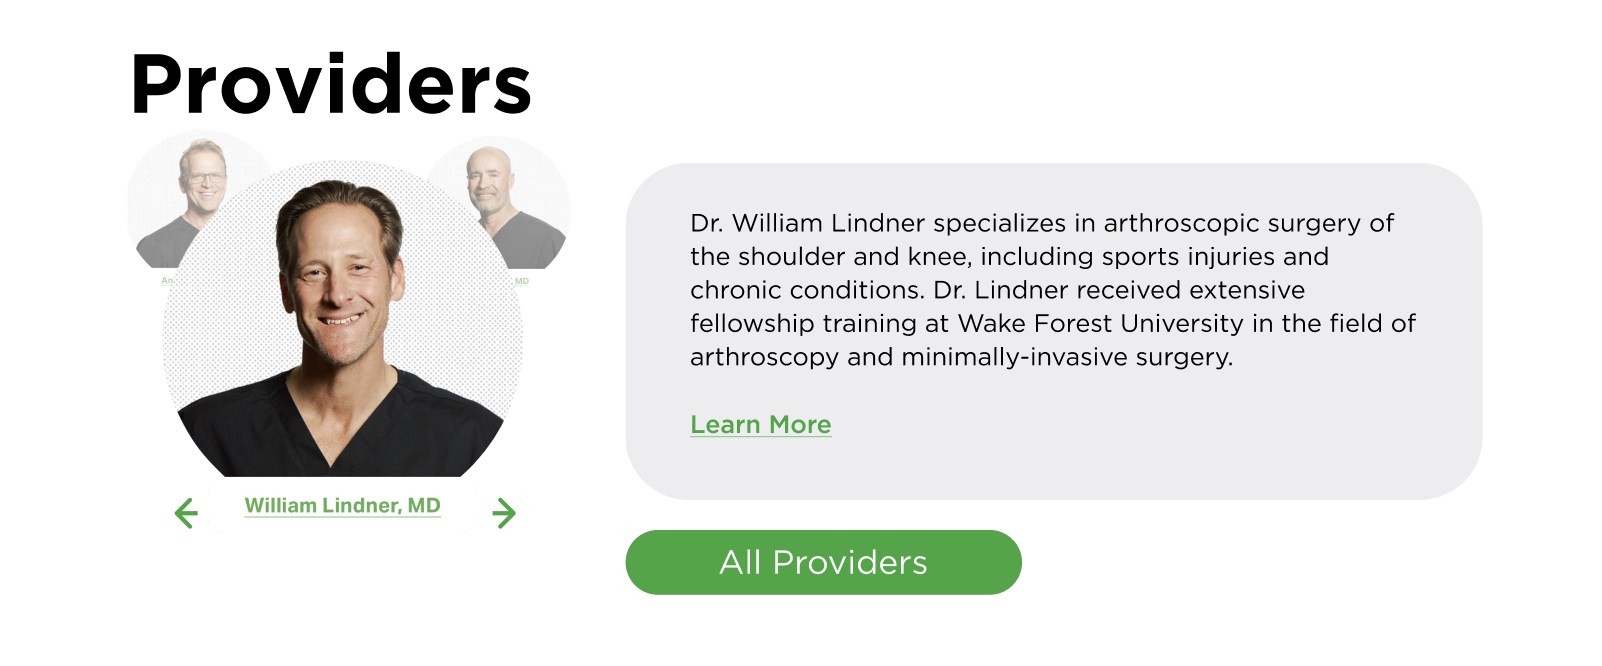 Providers
An
MD
Dr. William Lindner specializes in arthroscopic surgery of
the shoulder and knee, including sports injuries and
chronic conditions. Dr. Lindner received extensive
fellowship training at Wake Forest University in the field of
arthroscopy and minimally-invasive surgery.
Learn More
William Lindner, MD
All Providers